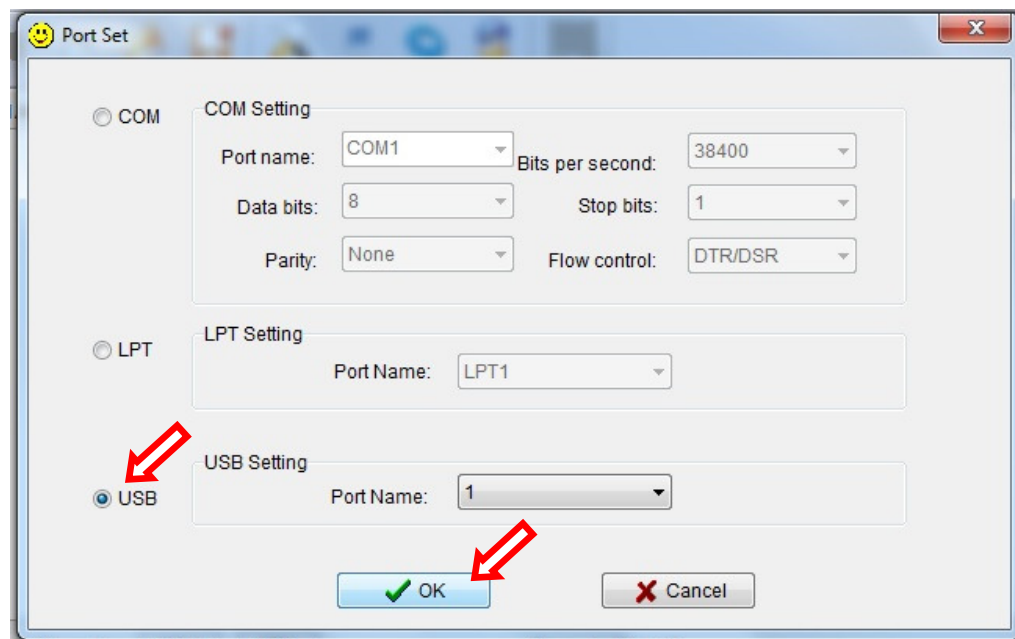 Port Set
COM
COM Setting
Port name:
COM1
Bits per second:
38400
Data bits:
8
Stop bits:
1
Parity:
None
Flow control:
DTR/DSR
LPT
LPT Setting
Port Name:
LPT1
USB
USB Setting
Port Name:
1
OK
Cancel